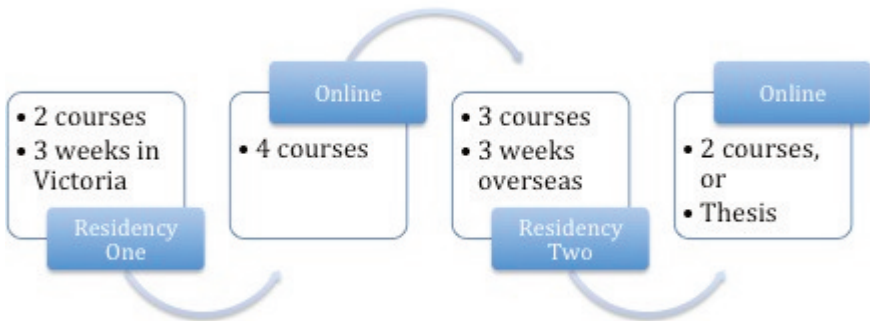 • 2 courses
• 3 weeks in
Victoria
Residency
One
Online
• 4 courses
• 3 courses
• 3 weeks
overseas
Residency
Two
Online
• 2 courses,
or
• Thesis